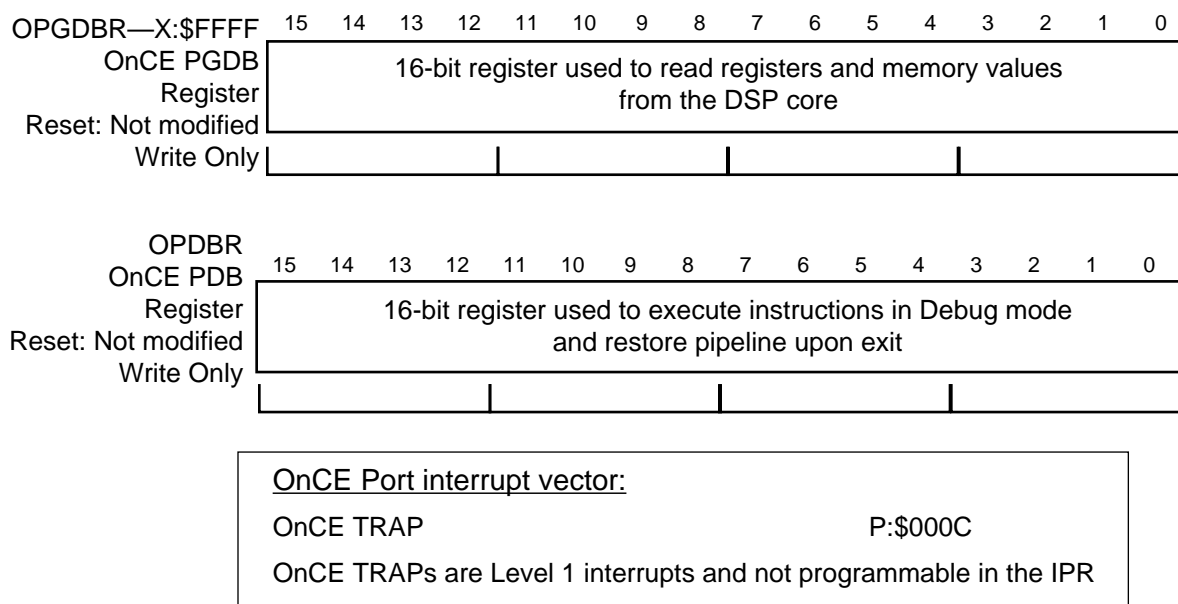 OPGDBR—X:$FFFF 15 14 13 12 11 10 9 8 7 6 5 4 3 2 1 0
OnCE PGDB
Register
Reset: Not modified
Write Only
16-bit register used to read registers and memory values
from the DSP core
OPDBR
OnCE PDB
Register
Reset: Not modified
Write Only
15 14 13 12 11 10 9 8 7 6 5 4 3 2 1 0
16-bit register used to execute instructions in Debug mode
and restore pipeline upon exit
OnCE Port interrupt vector:
OnCE TRAP P:$000C
OnCE TRAPs are Level 1 interrupts and not programmable in the IPR